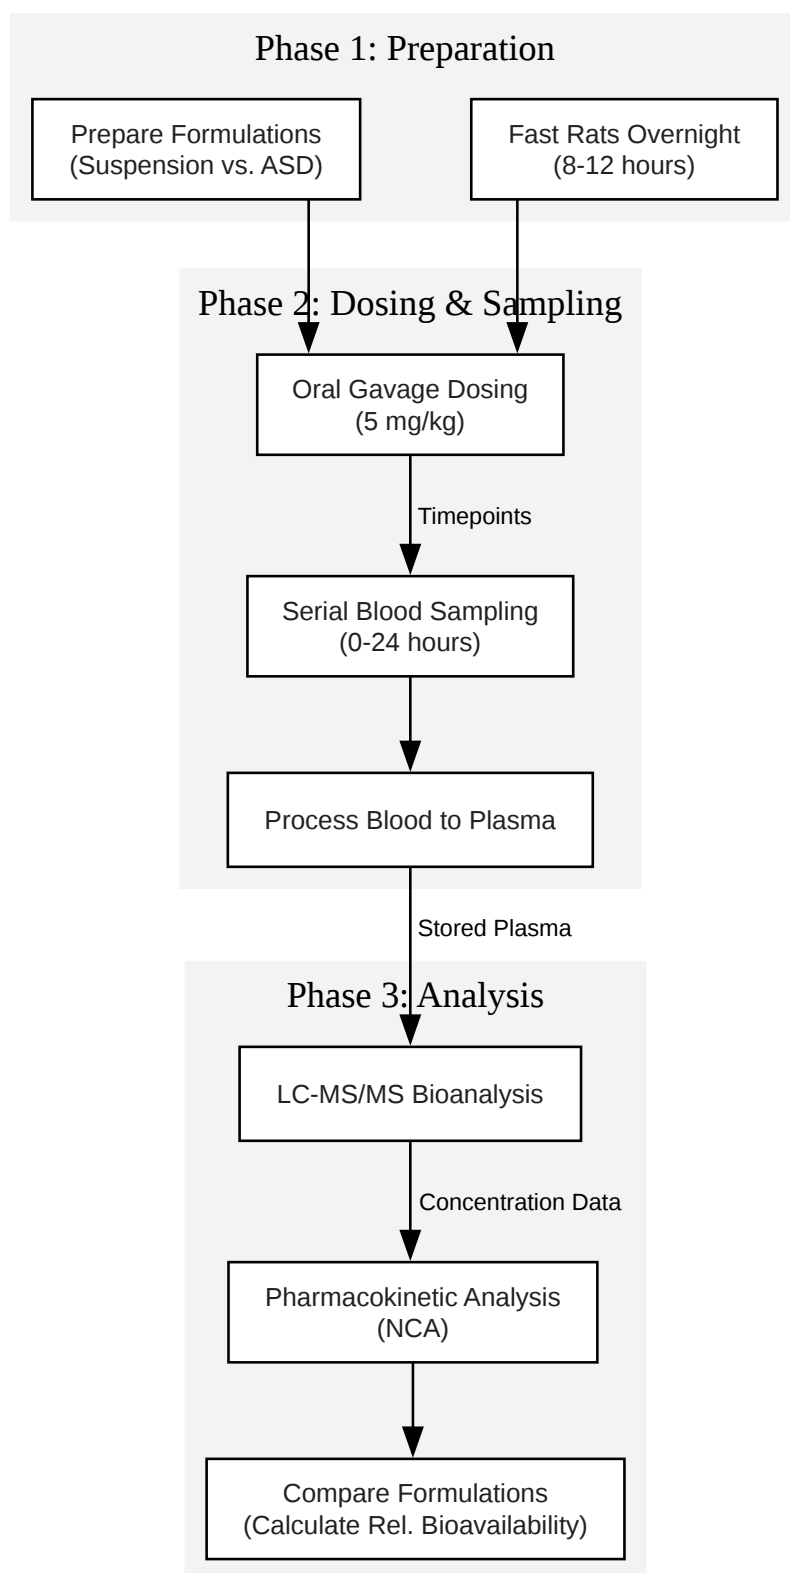 Phase 1: Preparation
Prepare Formulations
(Suspension vs. ASD)
Fast Rats Overnight
(8-12 hours)
Phase 2: Dosing & Sampling
Oral Gavage Dosing
(5 mg/kg)
Timepoints
Serial Blood Sampling
(0-24 hours)
Process Blood to Plasma
Stored Plasma
Phase 3: Analysis
LC-MS/MS Bioanalysis
Concentration Data
Pharmacokinetic Analysis
(NCA)
Compare Formulations
(Calculate Rel. Bioavailability)